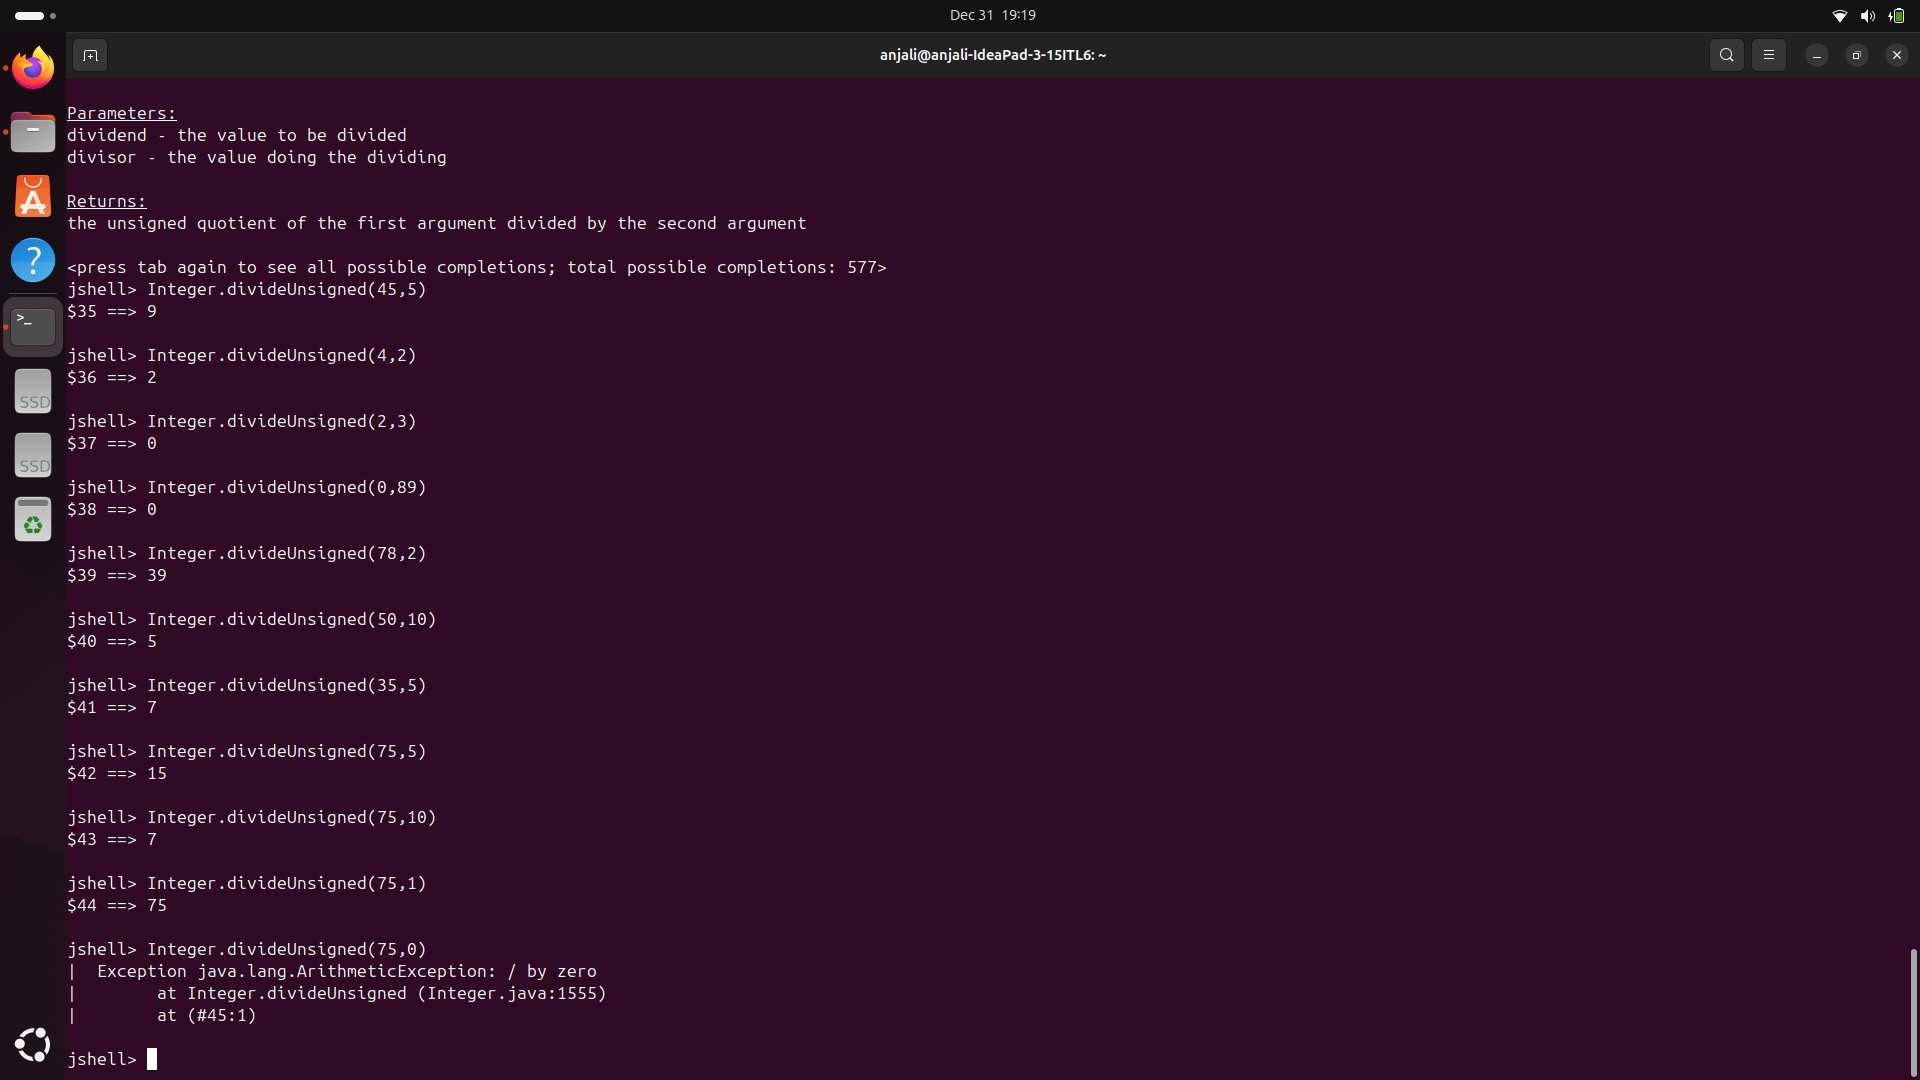 Dec 31 19:19
anjali@anjali-IdeaPad-3-15ITL6: ~
Parameters:
dividend - the value to be divided
divisor - the value doing the dividing
Returns:
the unsigned quotient of the first argument divided by the second argument
<press tab again to see all possible completions; total possible completions: 577>
jshell> Integer.divideUnsigned(45,5)
$35 ==> 9
jshell> Integer.divideUnsigned(4,2)
$36 ==> 2
jshell> Integer.divideUnsigned(2,3)
$37 ==> 0
jshell> Integer.divideUnsigned(0,89)
$38 ==> 0
jshell> Integer.divideUnsigned(78,2)
$39 ==> 39
jshell> Integer.divideUnsigned(50,10)
$40 ==> 5
jshell> Integer.divideUnsigned(35,5)
$41 ==> 7
jshell> Integer.divideUnsigned(75,5)
$42 ==> 15
jshell> Integer.divideUnsigned(75,10)
$43 ==> 7
jshell> Integer.divideUnsigned(75,1)
$44 ==> 75
jshell> Integer.divideUnsigned(75,0)
|  Exception java.lang.ArithmeticException: / by zero
|        at Integer.divideUnsigned (Integer.java:1555)
|        at (#45:1)
jshell>
A
?
>_
SSD
SSD